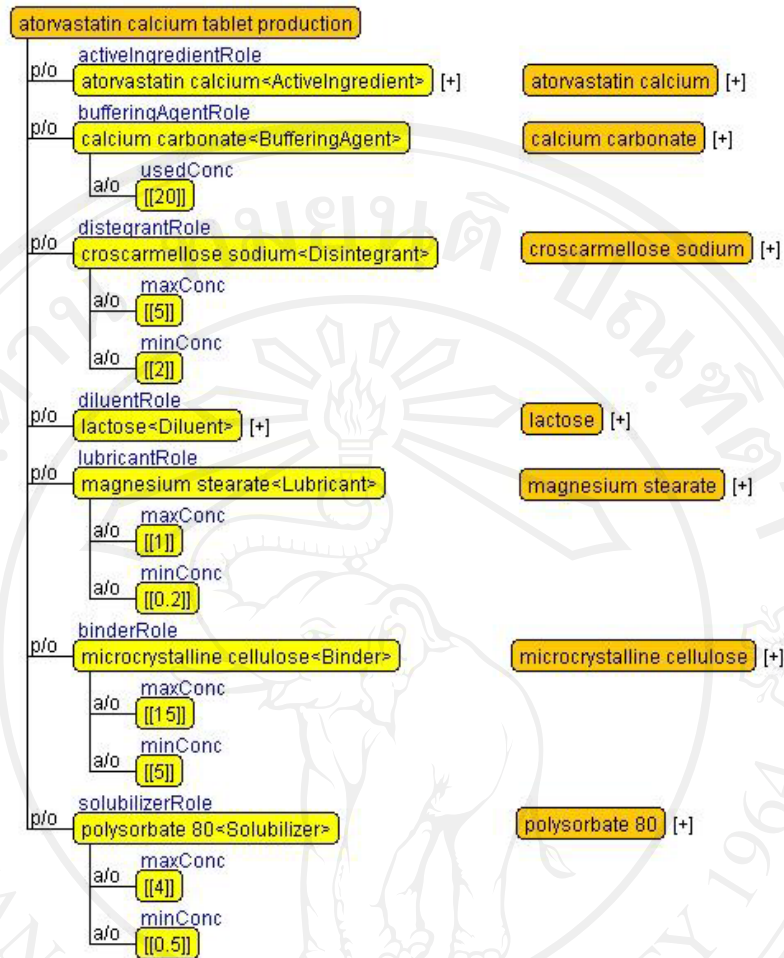 atorvastatin calcium tablet production
activeIngredientRole
p/o atorvastatin calcium<ActiveIngredient> [+] atorvastatin calcium [+]
bufferingAgentRole
p/o calcium carbonate<BufferingAgent> calcium carbonate [+]
usedConc
a/o [[20]]
distegrantRole
p/o croscarmellose sodium<Disintegrant> croscarmellose sodium [+]
maxConc
a/o [[5]]
minConc
a/o [[2]]
diluentRole
p/o lactose<Diluent> [+] lactose [+]
lubricantRole
p/o magnesium stearate<Lubricant> magnesium stearate [+]
maxConc
a/o [[1]]
minConc
a/o [[0.2]]
binderRole
p/o microcrystalline cellulose<Binder> microcrystalline cellulose [+]
maxConc
a/o [[15]]
minConc
a/o [[5]]
solubilizerRole
p/o polysorbate 80<Solubilizer> polysorbate 80 [+]
maxConc
a/o [[4]]
minConc
a/o [[0.5]]
1964